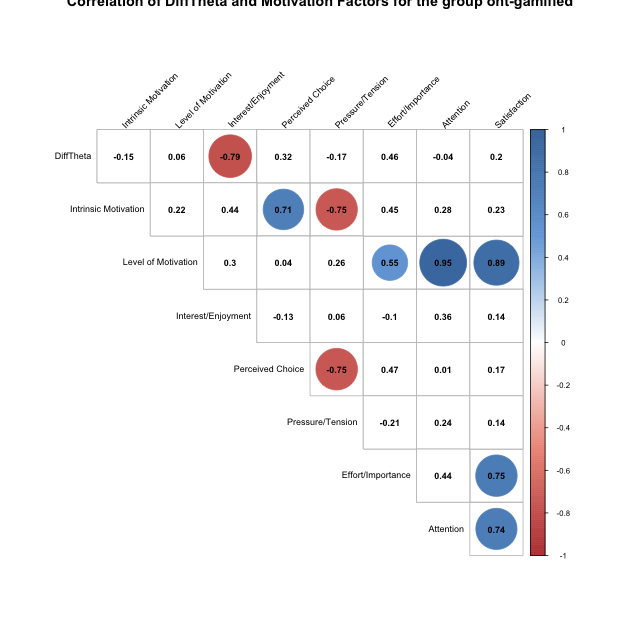 Correlation of DiffTheta and Motivation Factors for the group ont-gamified
Intrinsic Motivation
Level of Motivation
Interest/Enjoyment
Perceived Choice
Pressure/Tension
Effort/Importance
Attention
Satisfaction
DiffTheta -0.15 0.06 -0.79 0.32 -0.17 0.46 -0.04 0.2
Intrinsic Motivation 0.22 0.44 0.71 -0.75 0.45 0.28 0.23
Level of Motivation 0.3 0.04 0.26 0.55 0.95 0.89
Interest/Enjoyment -0.13 0.06 -0.1 0.36 0.14
Perceived Choice -0.75 0.47 0.01 0.17
Pressure/Tension -0.21 0.24 0.14
Effort/Importance 0.44 0.75
Attention 0.74
1
0.8
0.6
0.4
0.2
0
-0.2
-0.4
-0.6
-0.8
-1